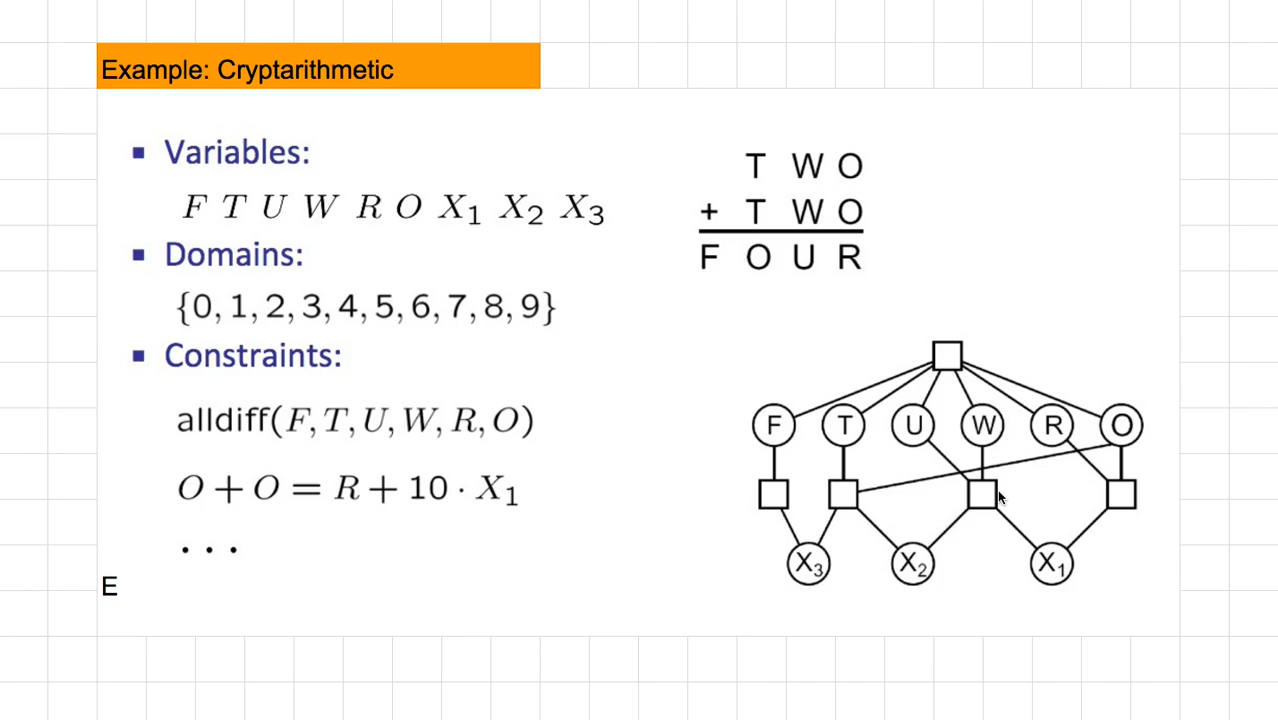 Example: Cryptarithmetic
▪ Variables:
F T U W R O X₁ X₂ X₃
▪ Domains:
{0, 1, 2, 3, 4, 5, 6, 7, 8, 9}
▪ Constraints:
alldiff(F, T, U, W, R, O)
O + O = R + 10 · X₁
· · ·
E
T W O
+ T W O
F O U R
F T U W R O
X₃ X₂ X₁